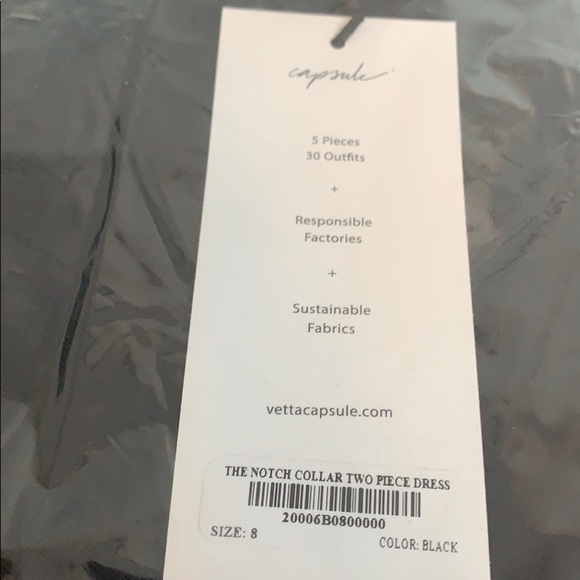 capsule
5 Pieces
30 Outfits
+
Responsible
Factories
+
Sustainable
Fabrics
vettacapsule.com
THE NOTCH COLLAR TWO PIECE DRESS
20006B0800000
SIZE: 8
COLOR: BLACK